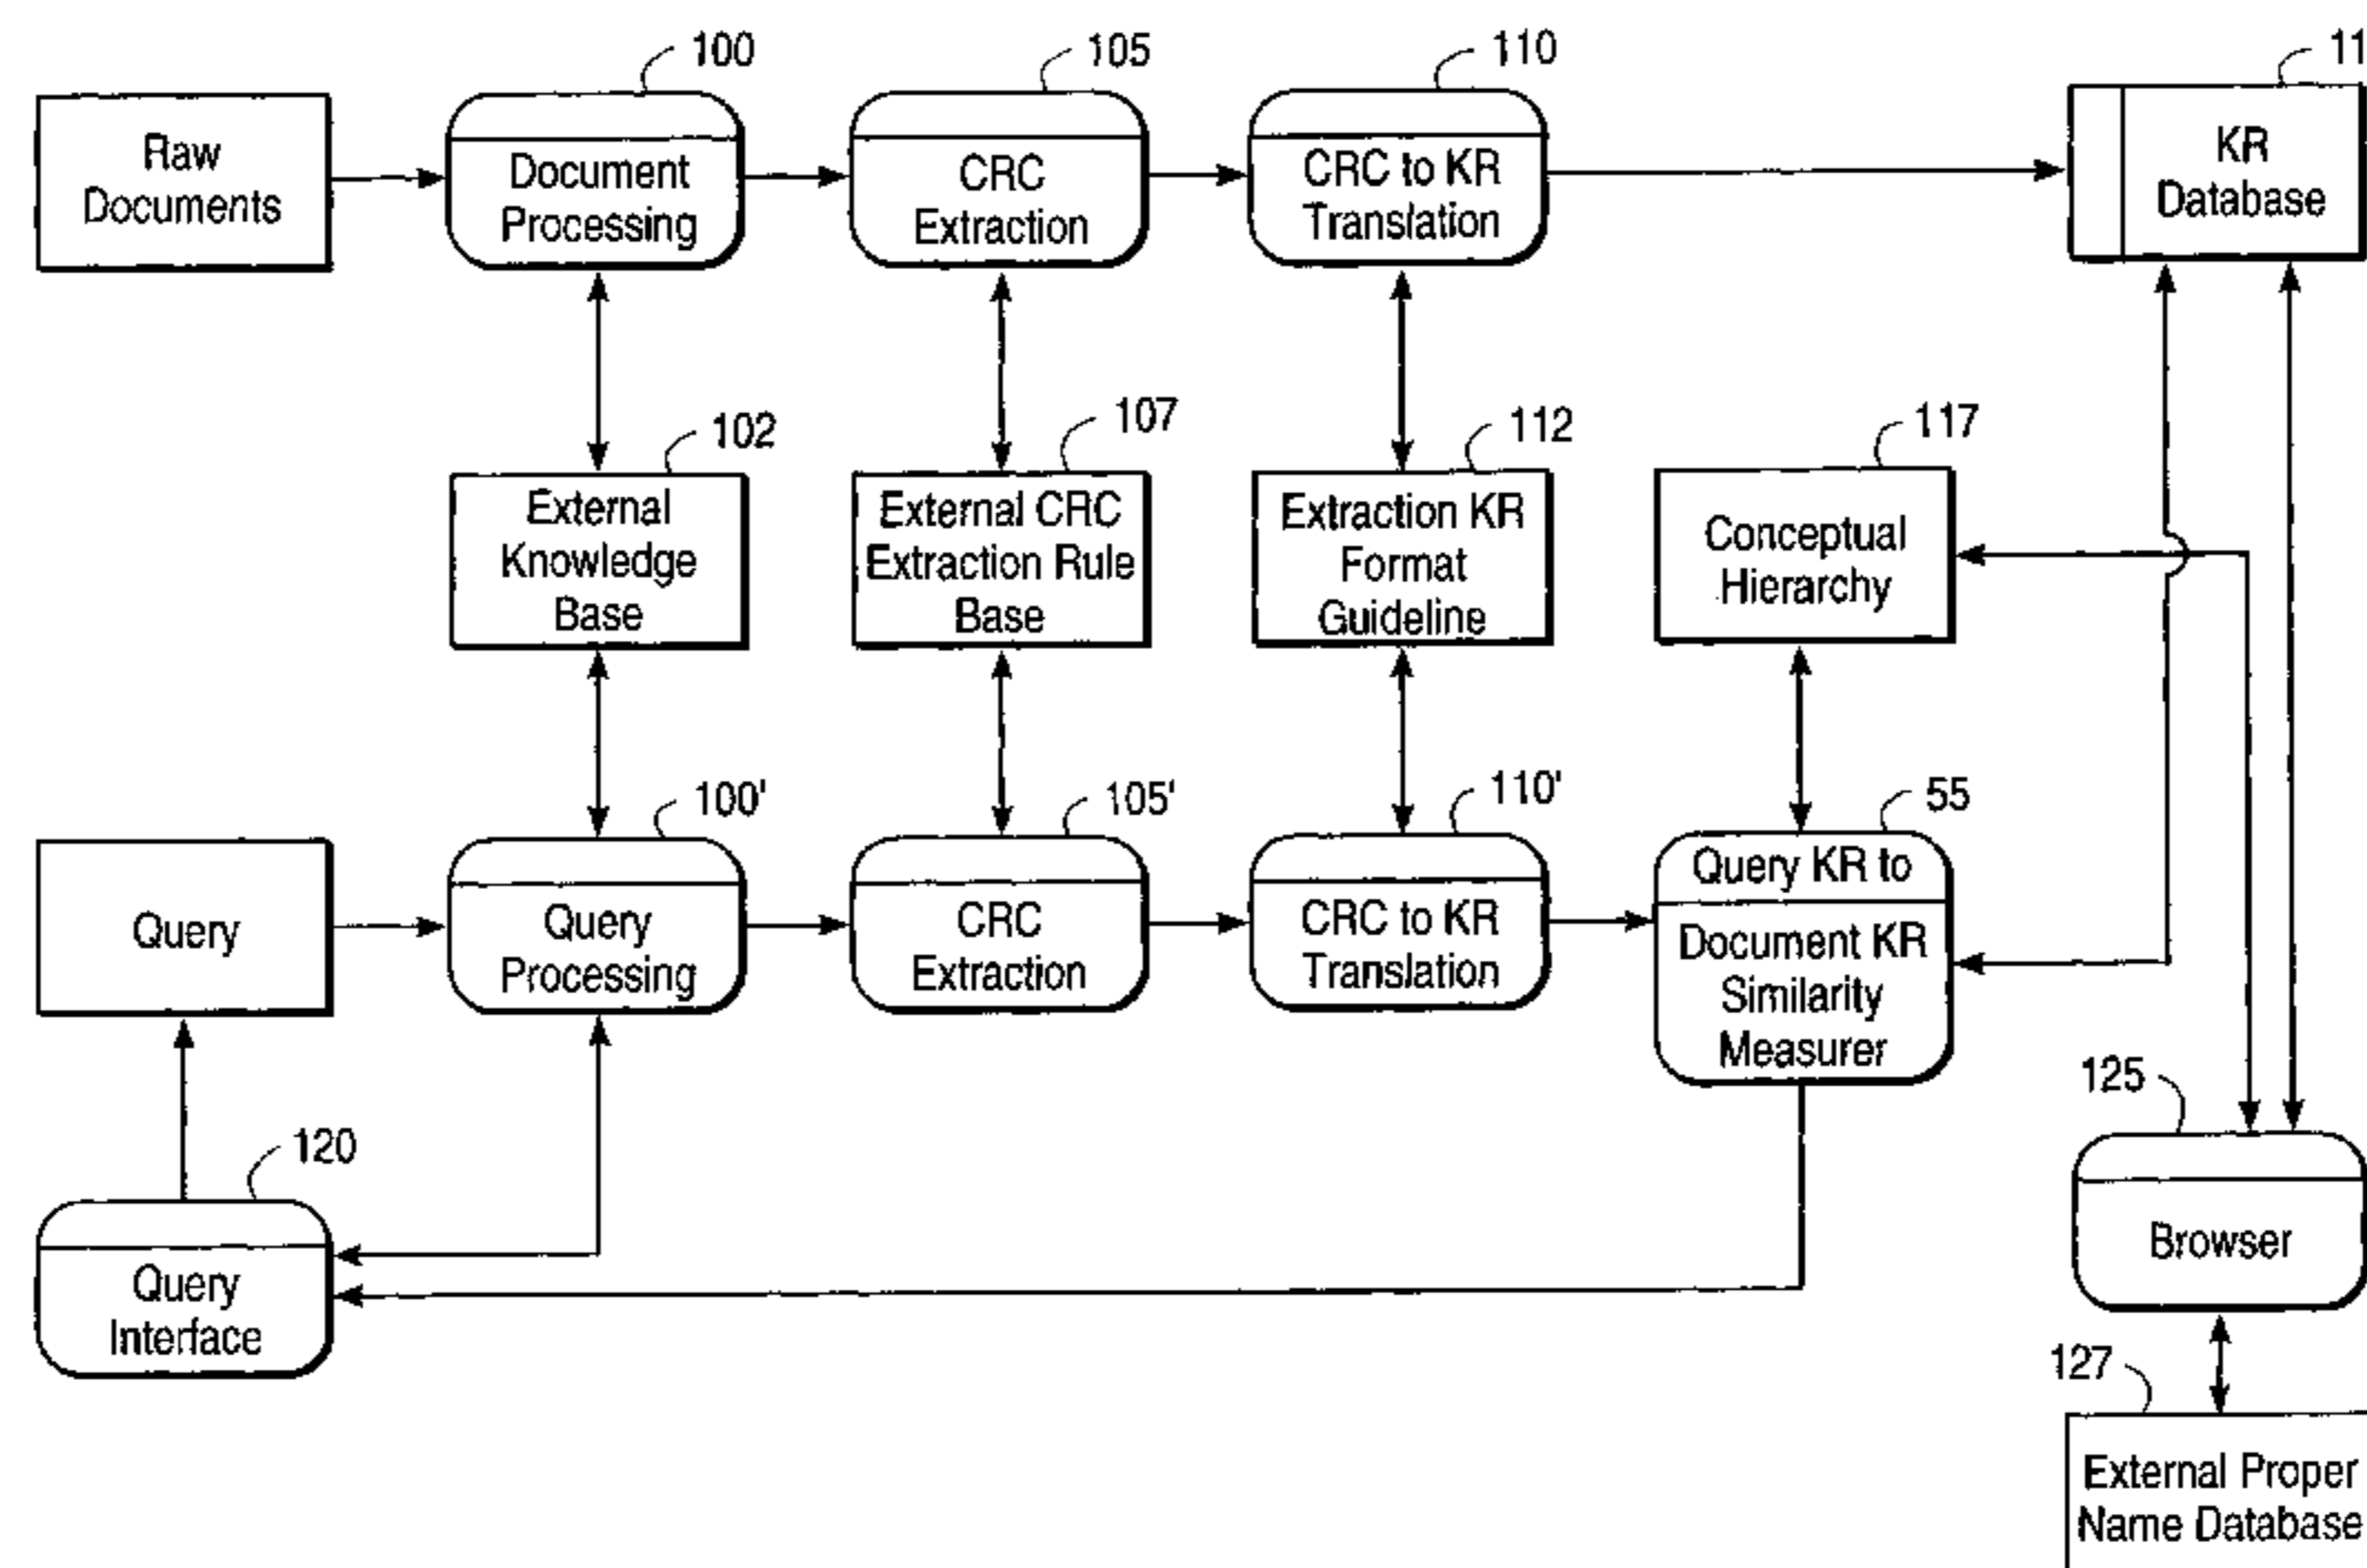 100
105
110
11
Raw
Documents
Document
Processing
CRC
Extraction
CRC to KR
Translation
KR
Database
102
107
112
117
External
Knowledge
Base
External CRC
Extraction Rule
Base
Extraction KR
Format
Guideline
Conceptual
Hierarchy
100'
105'
110'
55
Query
Query
Processing
CRC
Extraction
CRC to KR
Translation
Query KR to
Document KR
Similarity
Measurer
120
125
Query
Interface
Browser
127
External Proper
Name Database